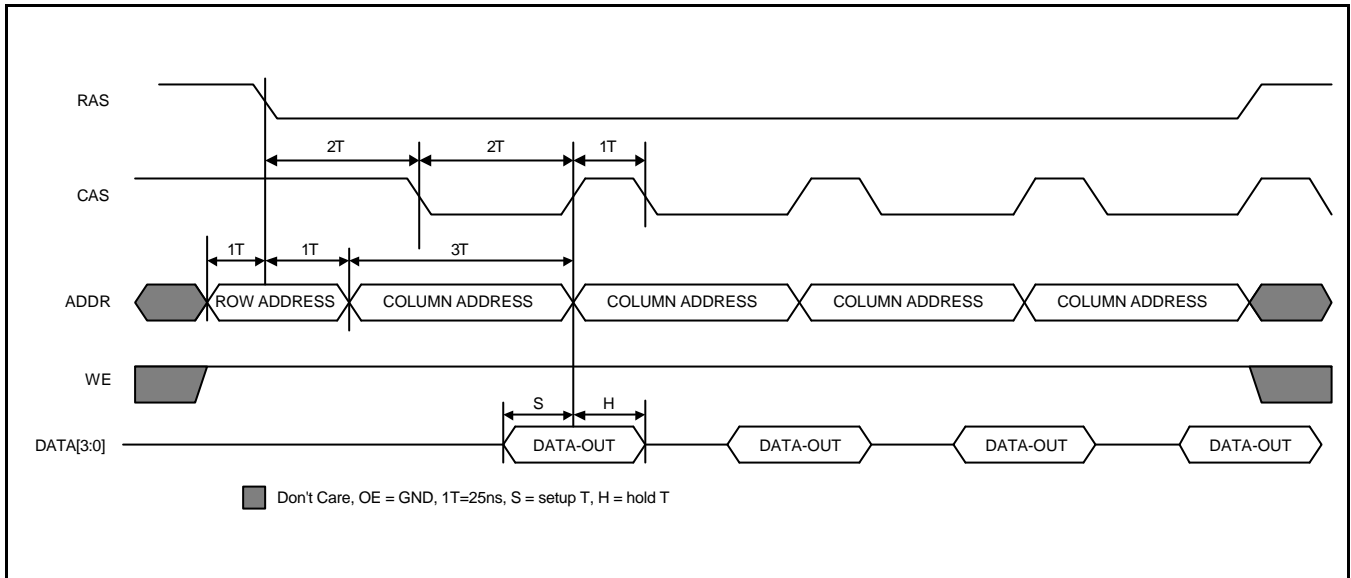 RAS
2T 2T 1T
CAS
1T 1T 3T
ADDR ROW ADDRESS COLUMN ADDRESS COLUMN ADDRESS COLUMN ADDRESS COLUMN ADDRESS
WE
S H
DATA[3:0] DATA-OUT DATA-OUT DATA-OUT DATA-OUT
Don't Care, OE = GND, 1T=25ns, S = setup T, H = hold T